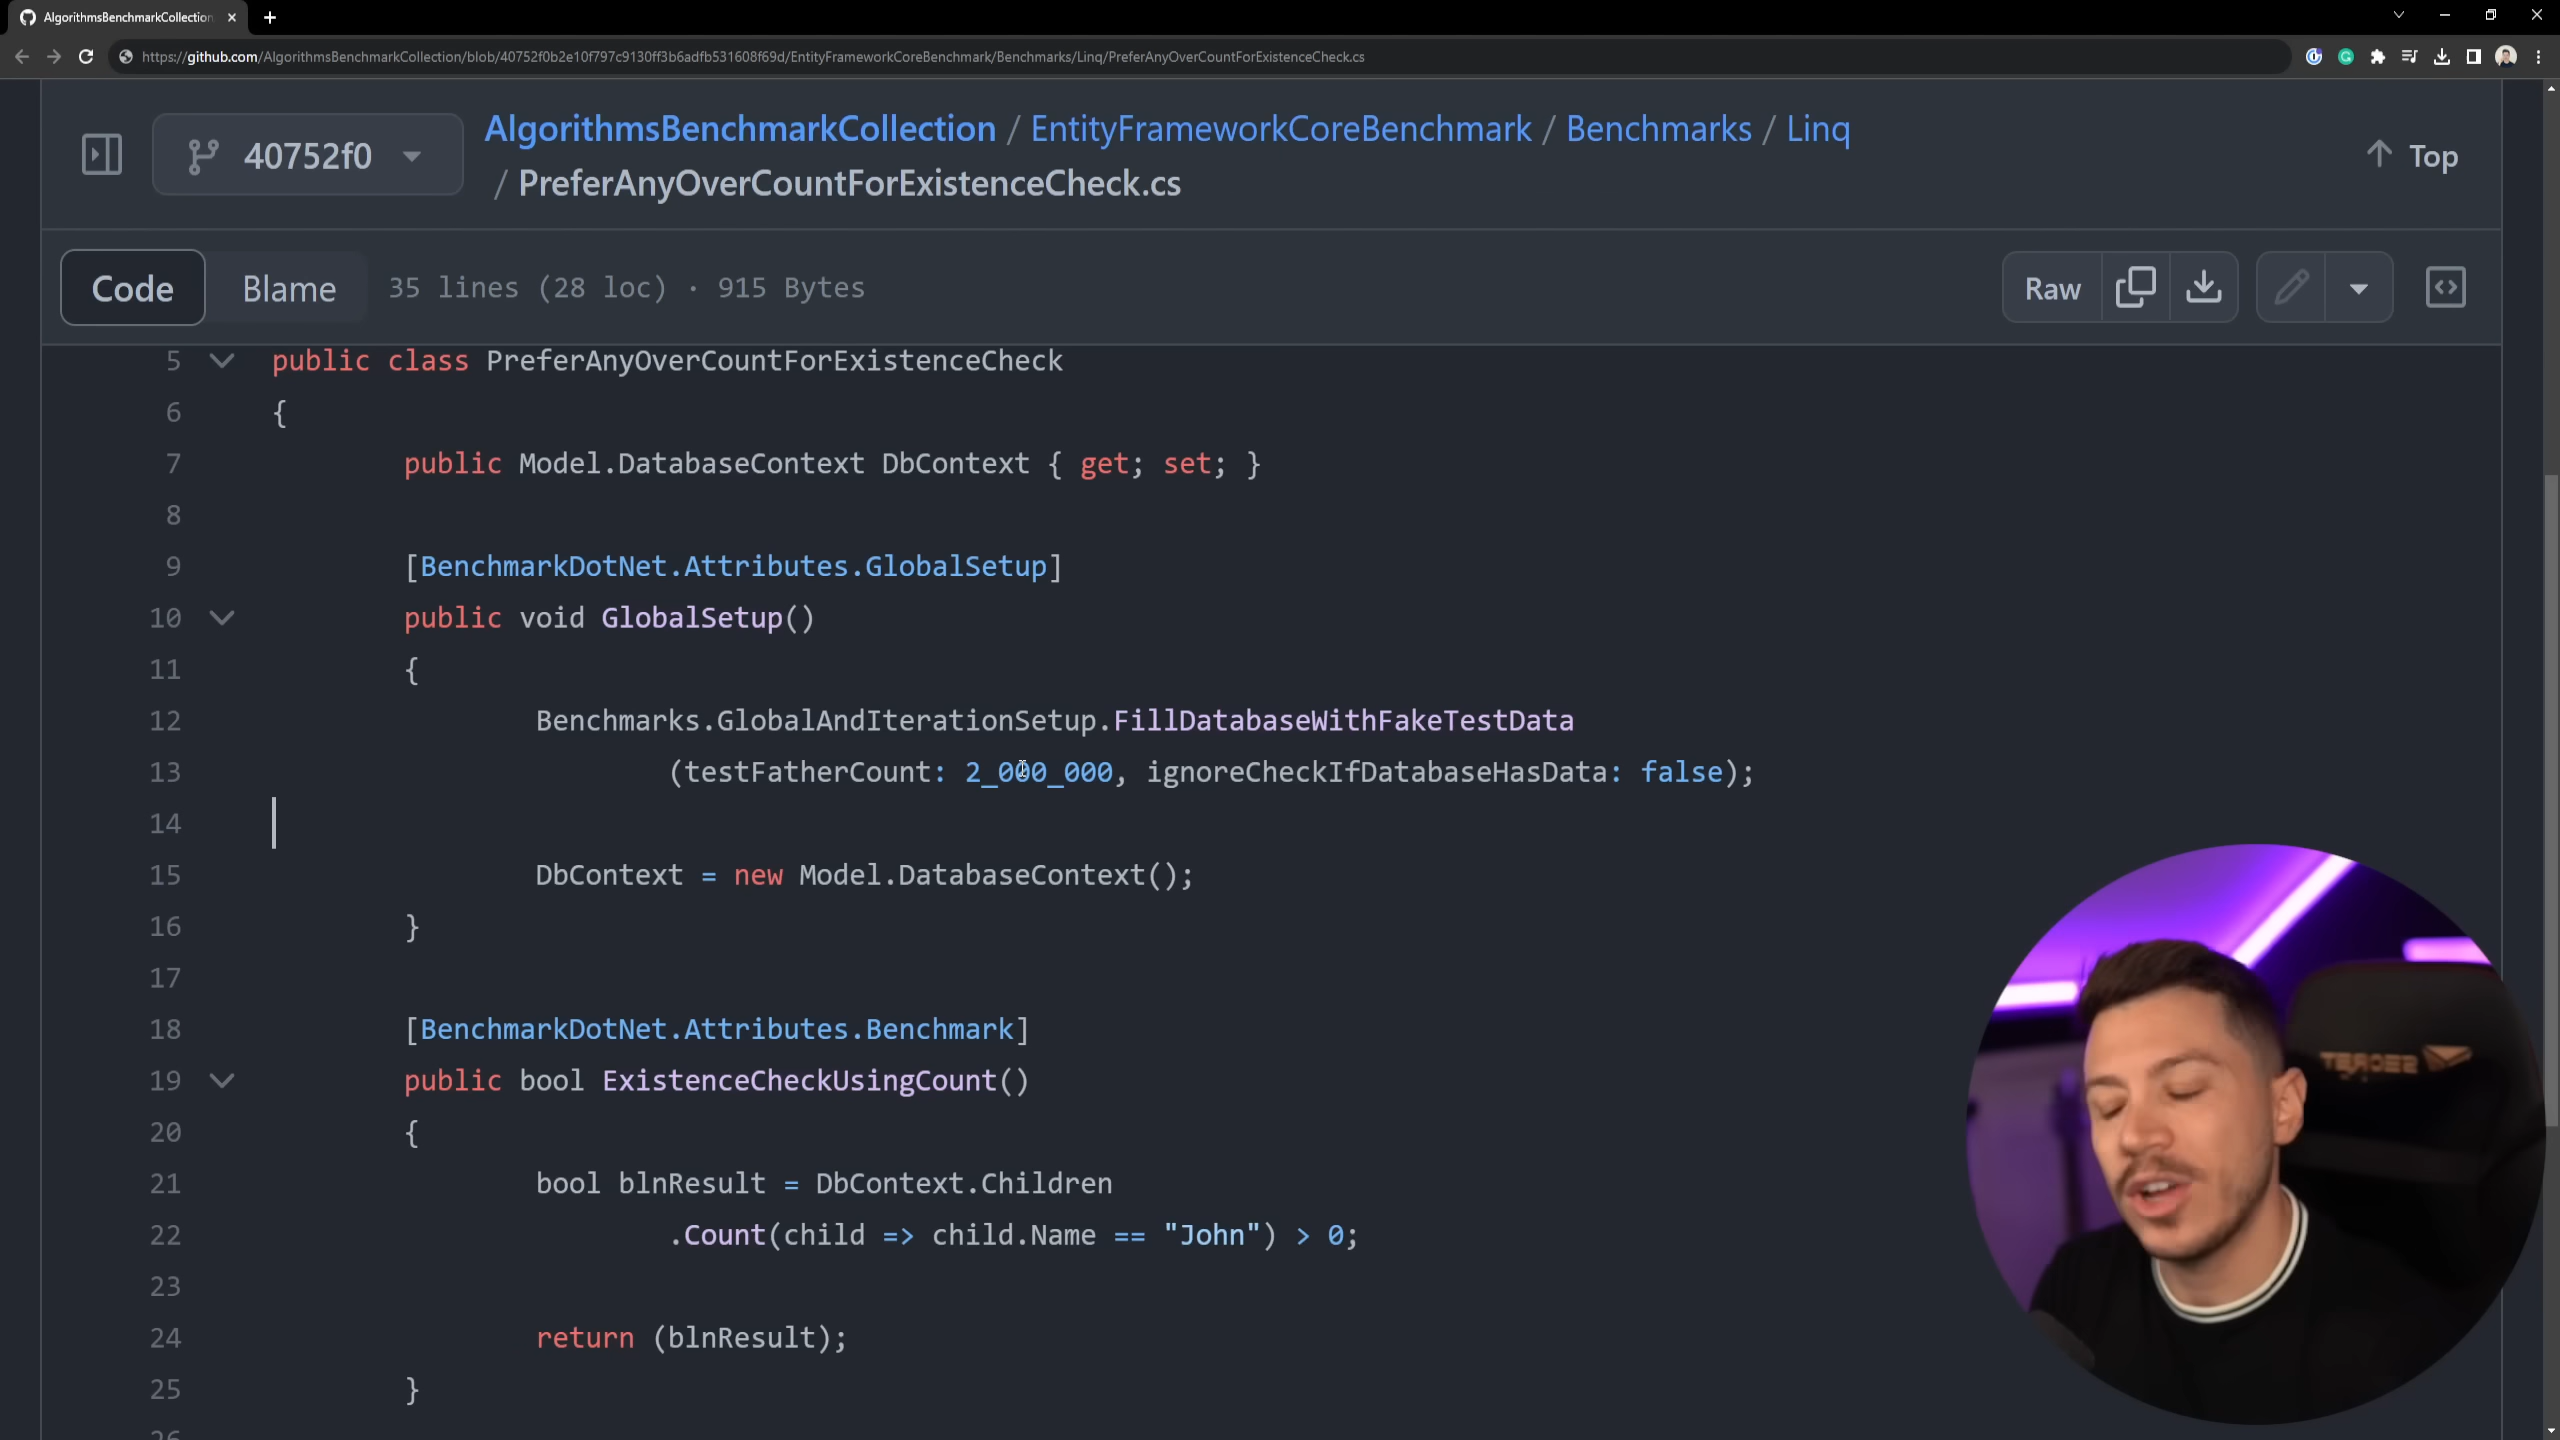 AlgorithmsBenchmarkCollection
https://github.com/AlgorithmsBenchmarkCollection/blob/40752f0b2e10f797c9130ff3b6adfb531608f69d/EntityFrameworkCoreBenchmark/Benchmarks/Linq/PreferAnyOverCountForExistenceCheck.cs
40752f0
AlgorithmsBenchmarkCollection / EntityFrameworkCoreBenchmark / Benchmarks / Linq
/ PreferAnyOverCountForExistenceCheck.cs
Top
Code Blame 35 lines (28 loc) · 915 Bytes
Raw
5 public class PreferAnyOverCountForExistenceCheck
6 {
7 public Model.DatabaseContext DbContext { get; set; }
8
9 [BenchmarkDotNet.Attributes.GlobalSetup]
10 public void GlobalSetup()
11 {
12 Benchmarks.GlobalAndIterationSetup.FillDatabaseWithFakeTestData
13 (testFatherCount: 2_000_000, ignoreCheckIfDatabaseHasData: false);
14
15 DbContext = new Model.DatabaseContext();
16 }
17
18 [BenchmarkDotNet.Attributes.Benchmark]
19 public bool ExistenceCheckUsingCount()
20 {
21 bool blnResult = DbContext.Children
22 .Count(child => child.Name == "John") > 0;
23
24 return (blnResult);
25 }